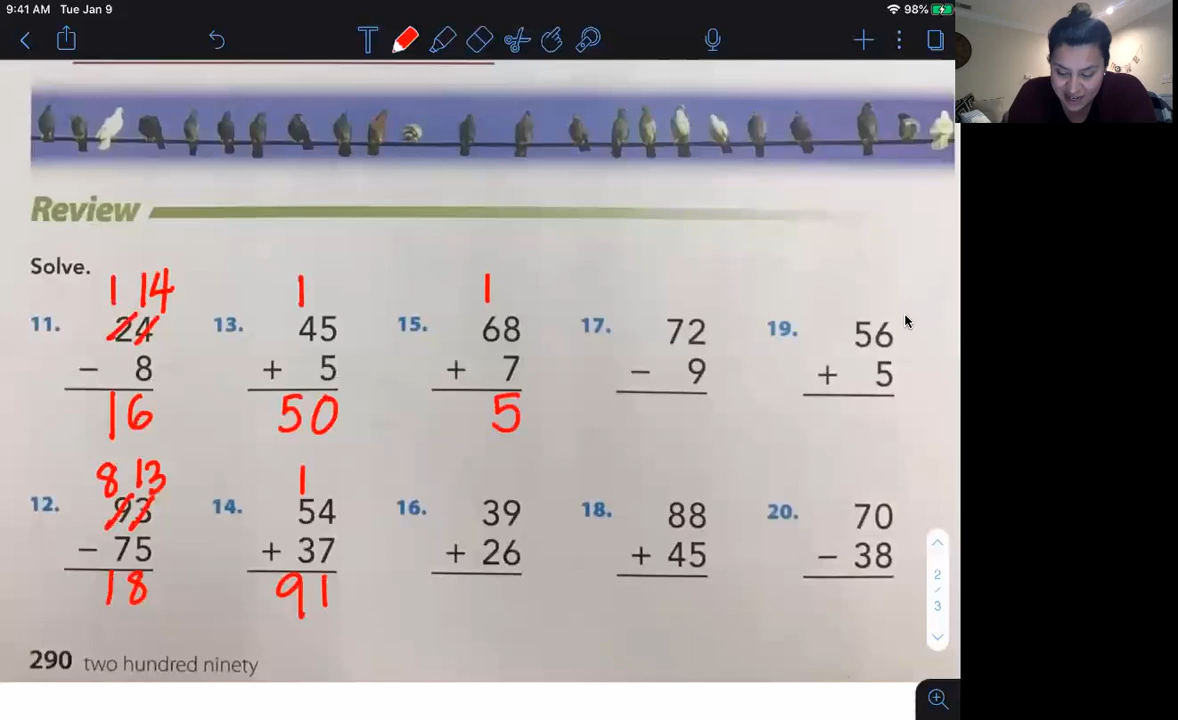 9:41 AM Tue Jan 9 98%
T
Review
Solve.
1 14 1 1
11. 24 13. 45 15. 68 17. 72 19. 56
- 8 + 5 + 7 - 9 + 5
16 50 5
8 13 1
12. 93 14. 54 16. 39 18. 88 20. 70
- 75 + 37 + 26 + 45 - 38
18 91
2
/
3
290 two hundred ninety